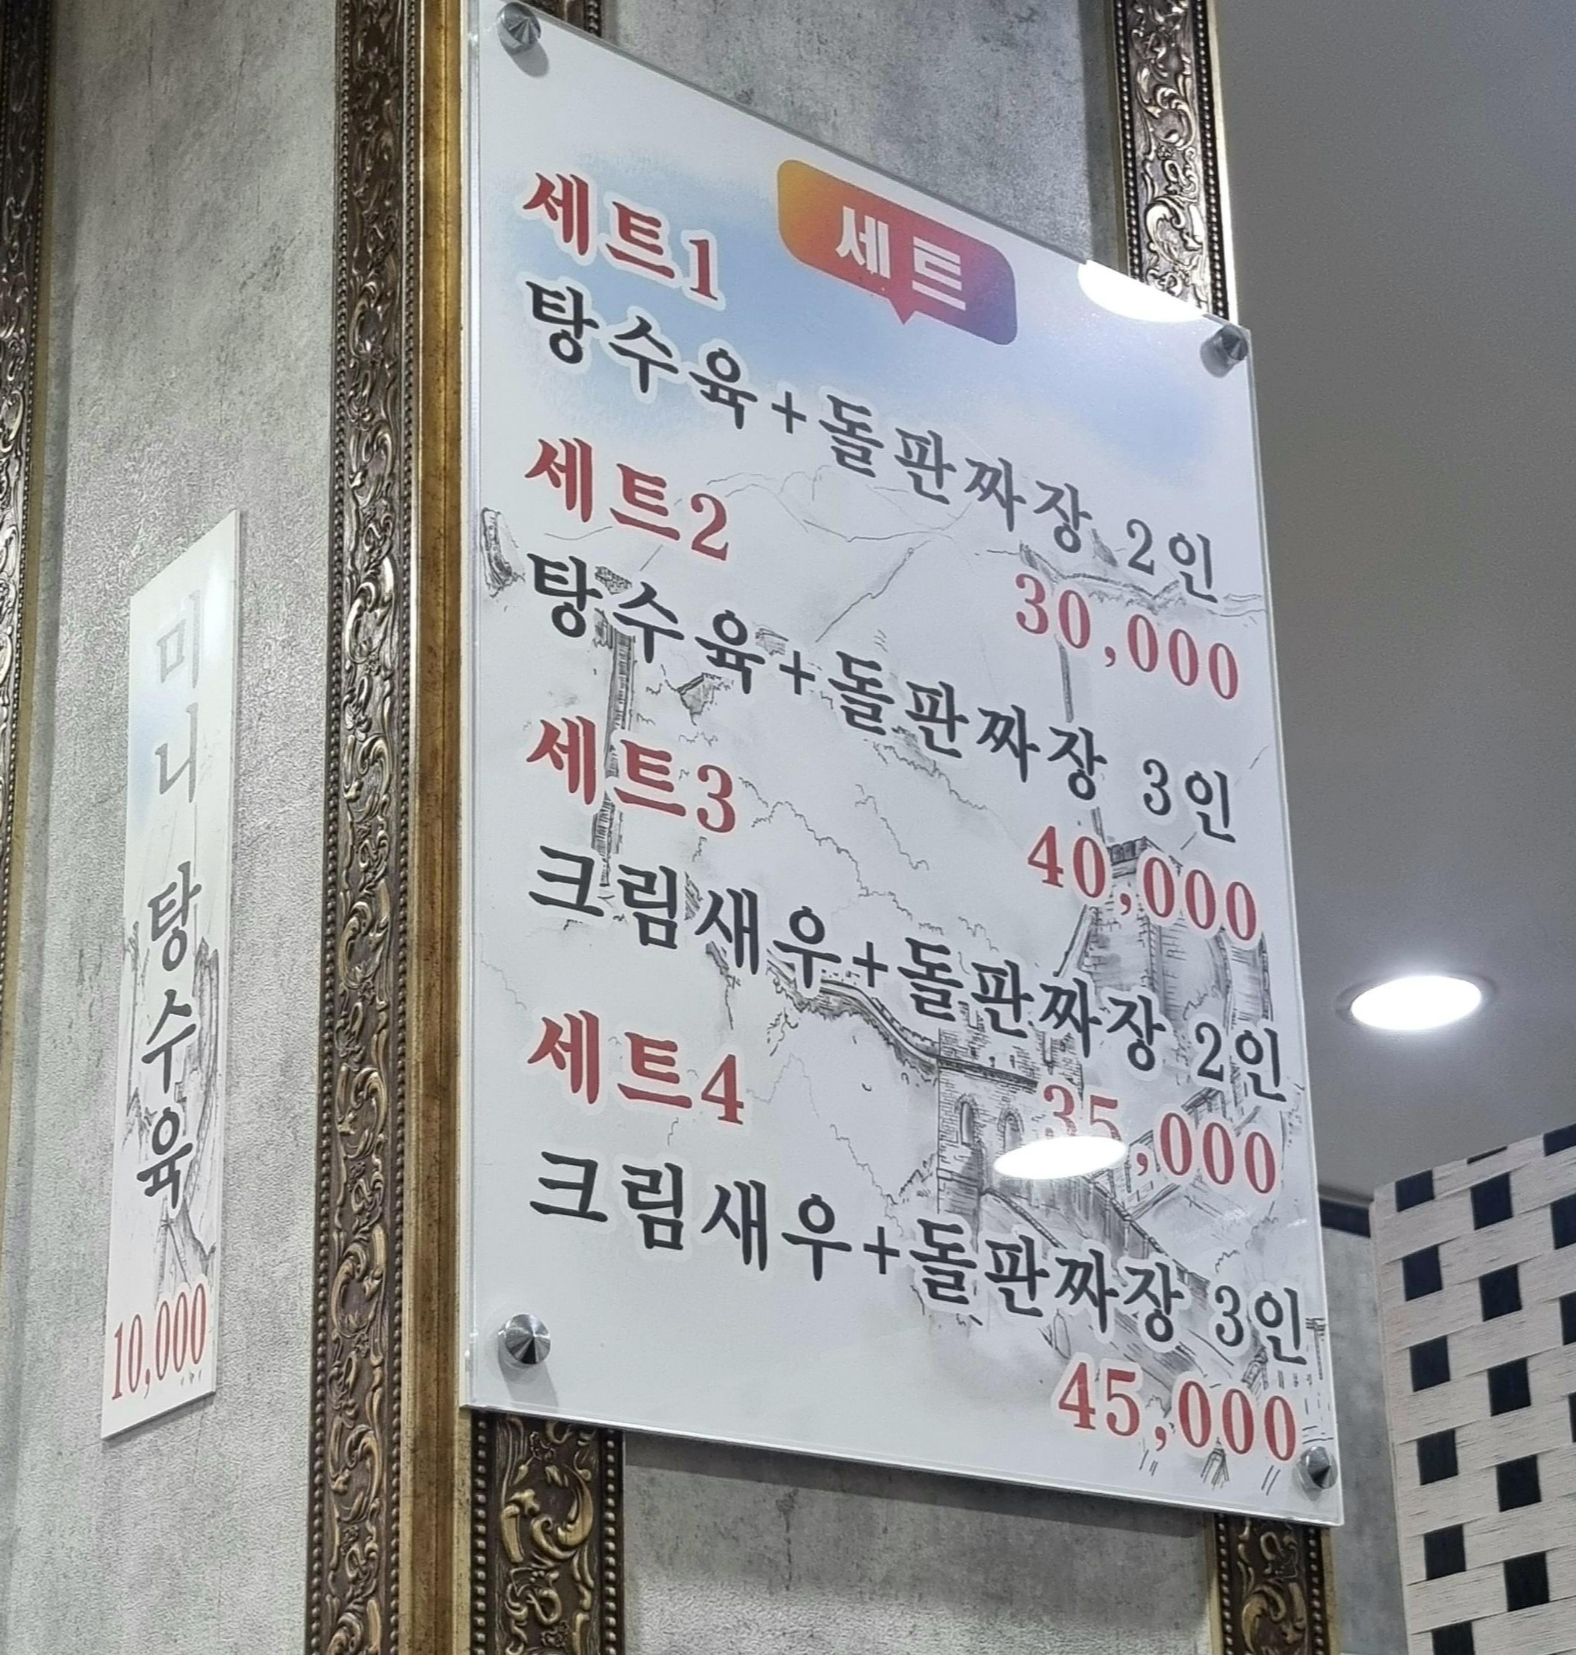 세트
세트1
탕수육+돌판짜장 2인
30,000
세트2
탕수육+돌판짜장 3인
40,000
세트3
크림새우+돌판짜장 2인
35,000
세트4
크림새우+돌판짜장 3인
45,000
미니 탕수육
10,000